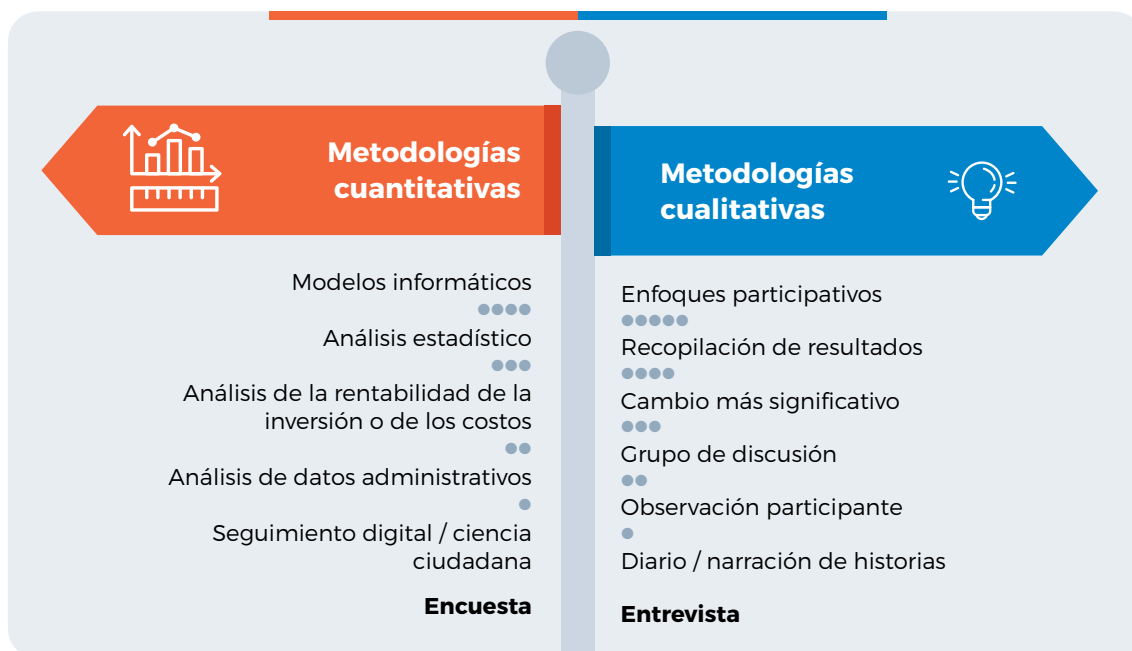 Metodologías
cuantitativas
Modelos informáticos
Análisis estadístico
Análisis de la rentabilidad de la
inversión o de los costos
Análisis de datos administrativos
Seguimiento digital / ciencia
ciudadana
Encuesta
Metodologías
cualitativas
Enfoques participativos
Recopilación de resultados
Cambio más significativo
Grupo de discusión
Observación participante
Diario / narración de historias
Entrevista